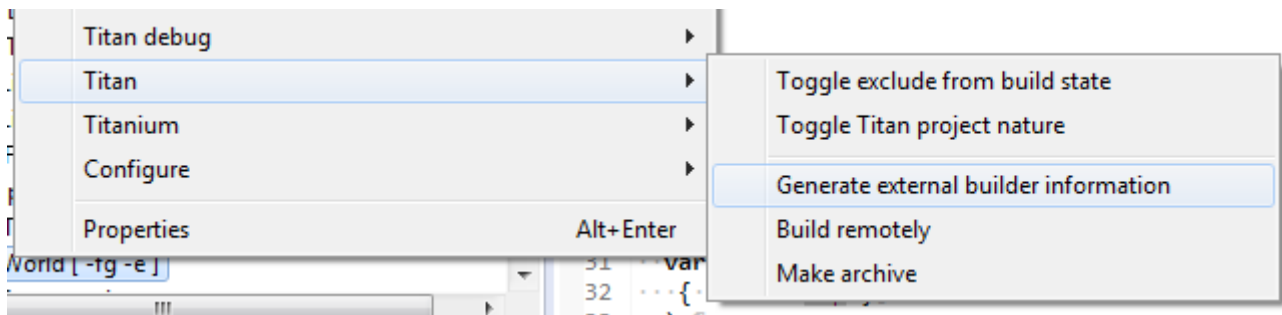 Titan debug
Titan
Toggle exclude from build state
Titanium
Toggle Titan project nature
Configure
Generate external builder information
Properties Alt+Enter
Build remotely
World [ -fg -e ]
31 var
Make archive
32 {